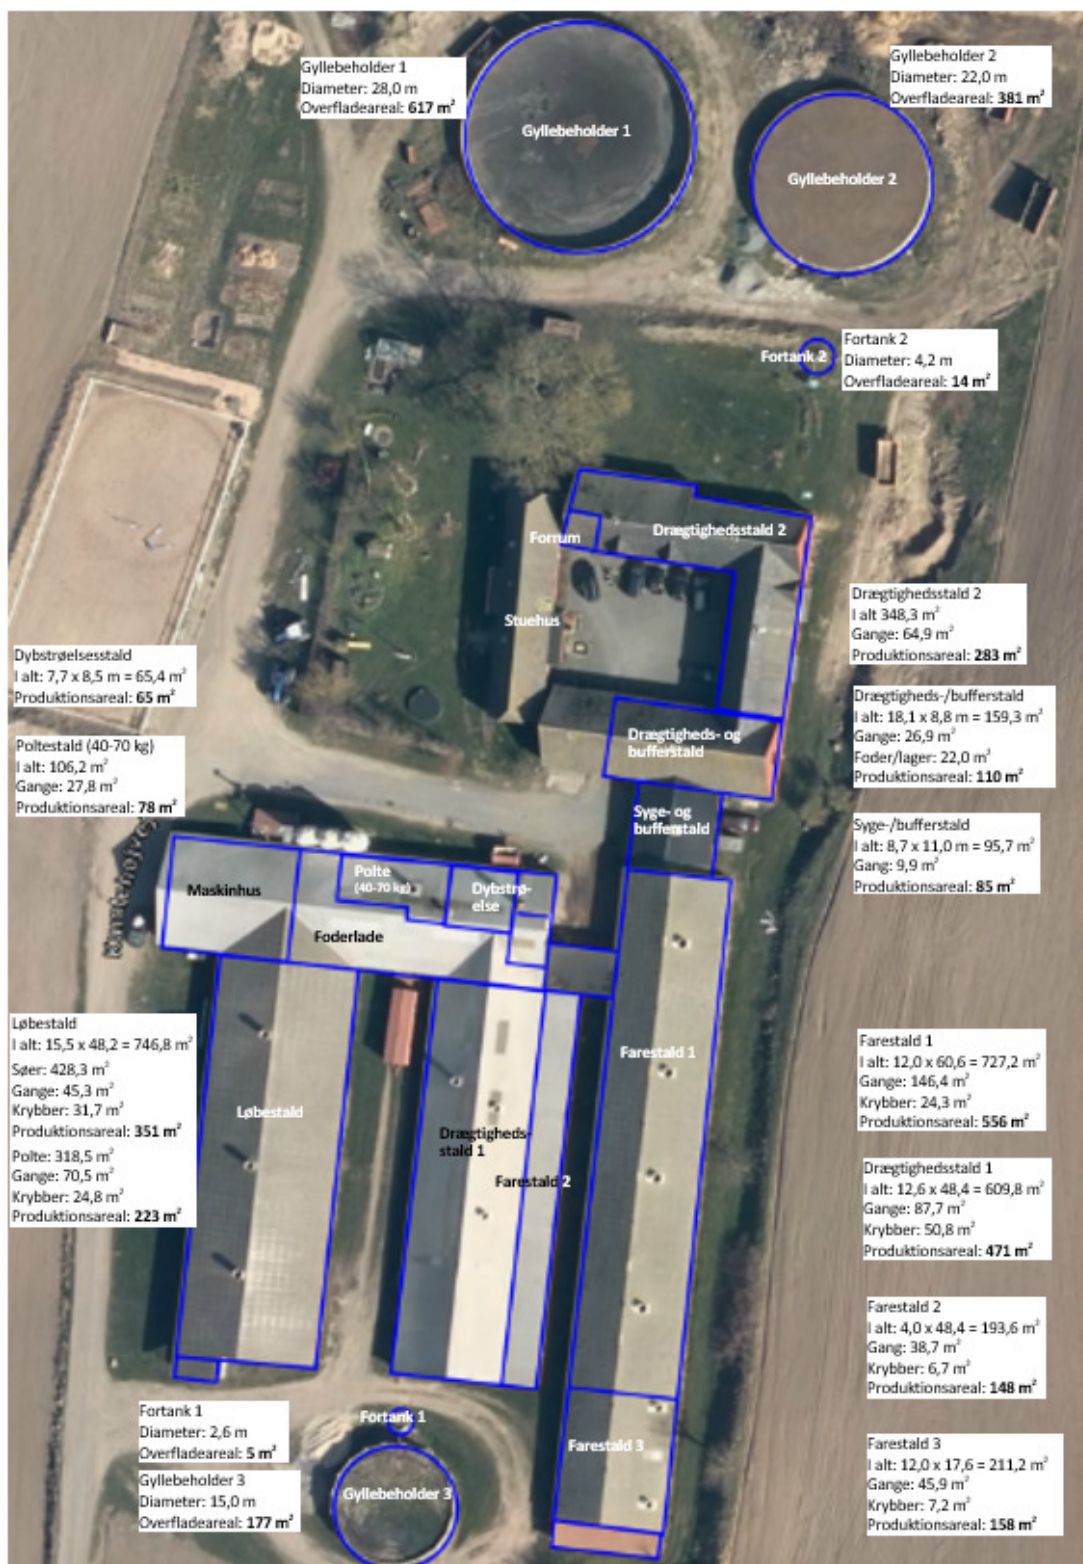 Gyllebeholder 1
Diameter: 28,0 m
Overfladeareal: 617 m²
Gyllebeholder 1
Gyllebeholder 2
Diameter: 22,0 m
Overfladeareal: 381 m²
Gyllebeholder 2
Fortank 2
Fortank 2
Diameter: 4,2 m
Overfladeareal: 14 m²
Drægtighedsstald 2
Forrum
Stuehus
Drægtighedsstald 2
I alt 348,3 m²
Gange: 64,9 m²
Produktionsareal: 283 m²
Dybstrøelsesstald
I alt: 7,7 x 8,5 m = 65,4 m²
Produktionsareal: 65 m²
Drægtigheds- og
bufferstald
Drægtigheds-/bufferstald
I alt: 18,1 x 8,8 m = 159,3 m²
Gange: 26,9 m²
Foder/lager: 22,0 m²
Produktionsareal: 110 m²
Poltestald (40-70 kg)
I alt: 106,2 m²
Gange: 27,8 m²
Produktionsareal: 78 m²
Syge- og
bufferstald
Syge-/bufferstald
I alt: 8,7 x 11,0 m = 95,7 m²
Gang: 9,9 m²
Produktionsareal: 85 m²
Maskinhus
Polte
(40-70 kg)
Dybstrø-
else
Foderlade
Løbestald
I alt: 15,5 x 48,2 = 746,8 m²
Søer: 428,3 m²
Gange: 45,3 m²
Krybber: 31,7 m²
Produktionsareal: 351 m²
Polte: 318,5 m²
Gange: 70,5 m²
Krybber: 24,8 m²
Produktionsareal: 223 m²
Løbestald
Drægtigheds-
stald 1
Farestald 2
Farestald 1
Farestald 1
I alt: 12,0 x 60,6 = 727,2 m²
Gange: 146,4 m²
Krybber: 24,3 m²
Produktionsareal: 556 m²
Drægtighedsstald 1
I alt: 12,6 x 48,4 = 609,8 m²
Gange: 87,7 m²
Krybber: 50,8 m²
Produktionsareal: 471 m²
Farestald 2
I alt: 4,0 x 48,4 = 193,6 m²
Gang: 38,7 m²
Krybber: 6,7 m²
Produktionsareal: 148 m²
Fortank 1
Diameter: 2,6 m
Overfladeareal: 5 m²
Fortank 1
Gyllebeholder 3
Diameter: 15,0 m
Overfladeareal: 177 m²
Gyllebeholder 3
Farestald 3
Farestald 3
I alt: 12,0 x 17,6 = 211,2 m²
Gange: 45,9 m²
Krybber: 7,2 m²
Produktionsareal: 158 m²